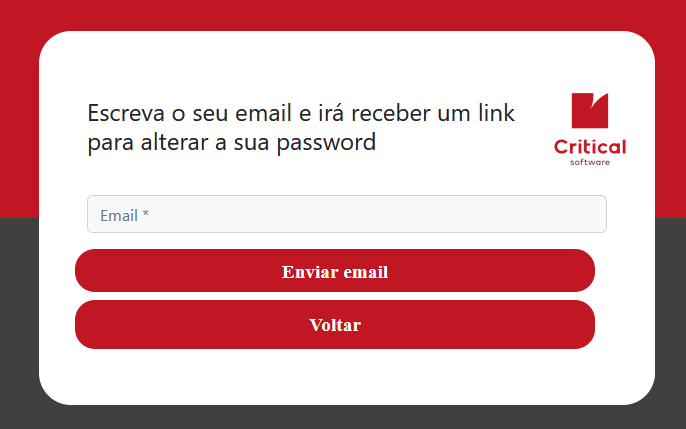 Escreva o seu email e irá receber um link
para alterar a sua password
Critical
software
Email *
Enviar email
Voltar